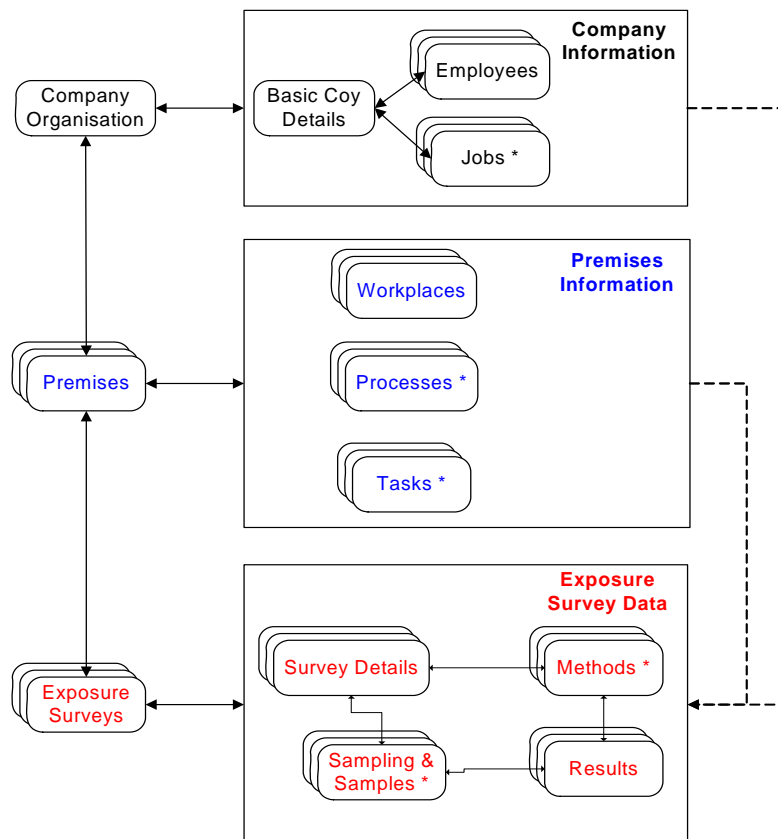 Company
Information
Employees
Company
Organisation
Basic Coy
Details
Jobs *
Premises
Information
Workplaces
Premises
Processes *
Tasks *
Exposure
Survey Data
Survey Details
Methods *
Exposure
Surveys
Sampling &
Samples *
Results